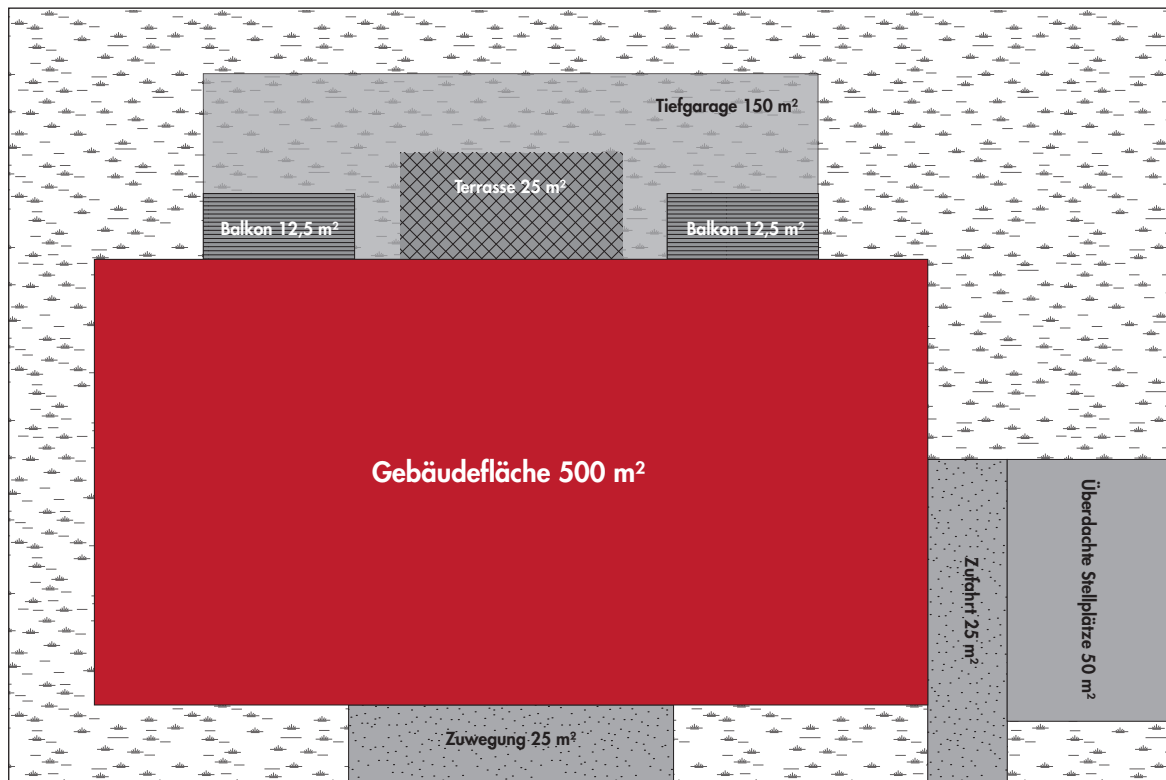 Tiefgarage 150 m²
Terrasse 25 m²
Balkon 12,5 m²
Balkon 12,5 m²
Gebäudefläche 500 m²
Zufahrt 25 m²
Überdachte Stellplätze 50 m²
Zuwegung 25 m²